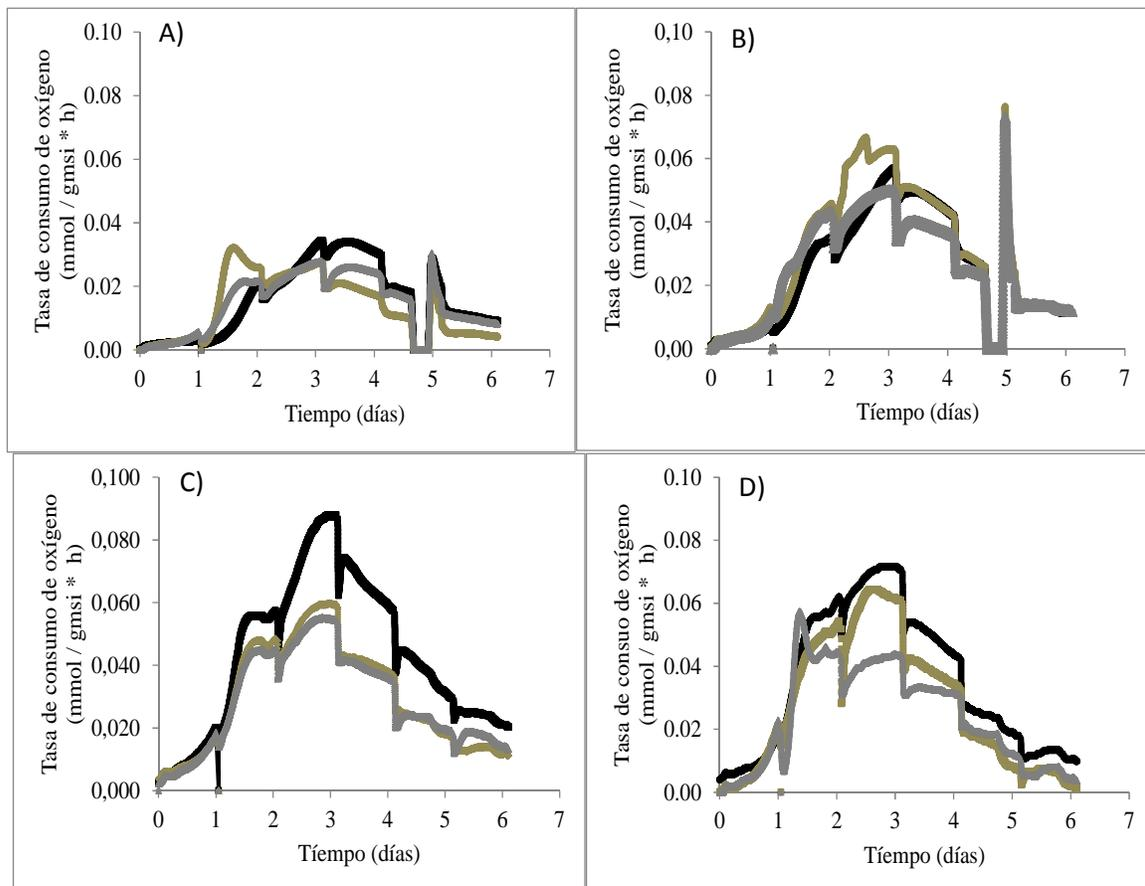 A)
Tasa de consumo de oxígeno
(mmol / gmsi * h)
0.10
0.08
0.06
0.04
0.02
0.00
0 1 2 3 4 5 6 7
Tiempo (días)
B)
Tasa de consumo de oxígeno
(mmol / gmsi * h)
0,10
0.08
0,06
0.04
0.02
0.00
0 1 2 3 4 5 6 7
Tíempo (días)
C)
Tasa de consumo de oxígeno
(mmol / gmsi * h)
0,100
0,080
0,060
0,040
0,020
0,000
0 1 2 3 4 5 6 7
Tíempo (días)
D)
Tasa de consuo de oxígeno
(mmol / gmsi * h)
0.10
0.08
0.06
0.04
0.02
0.00
0 1 2 3 4 5 6 7
Tíempo (días)